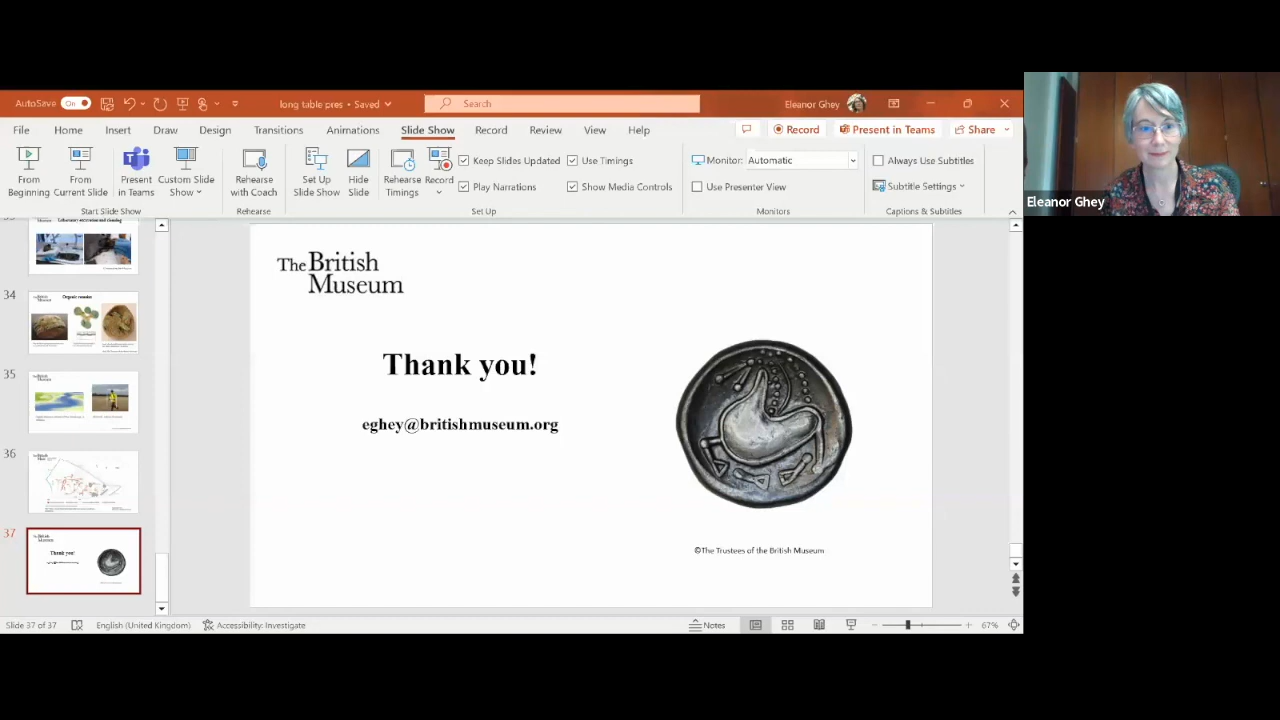 AutoSave
On
long table pres • Saved
Search
Eleanor Ghey
File
Home
Insert
Draw
Design
Transitions
Animations
Slide Show
Record
Review
View
Help
Record
Present in Teams
Share
From Beginning
From Current Slide
Present in Teams
Custom Slide Show
Start Slide Show
Rehearse with Coach
Rehearse
Set Up Slide Show
Hide Slide
Rehearse Timings
Record
Keep Slides Updated
Play Narrations
Use Timings
Show Media Controls
Set Up
Monitor:
Automatic
Use Presenter View
Monitors
Always Use Subtitles
Subtitle Settings
Captions & Subtitles
Eleanor Ghey
34
Organic remains
35
36
37
Thank you!
The British
Museum
Thank you!
eghey@britishmuseum.org
©The Trustees of the British Museum
Slide 37 of 37
English (United Kingdom)
Accessibility: Investigate
Notes
67%